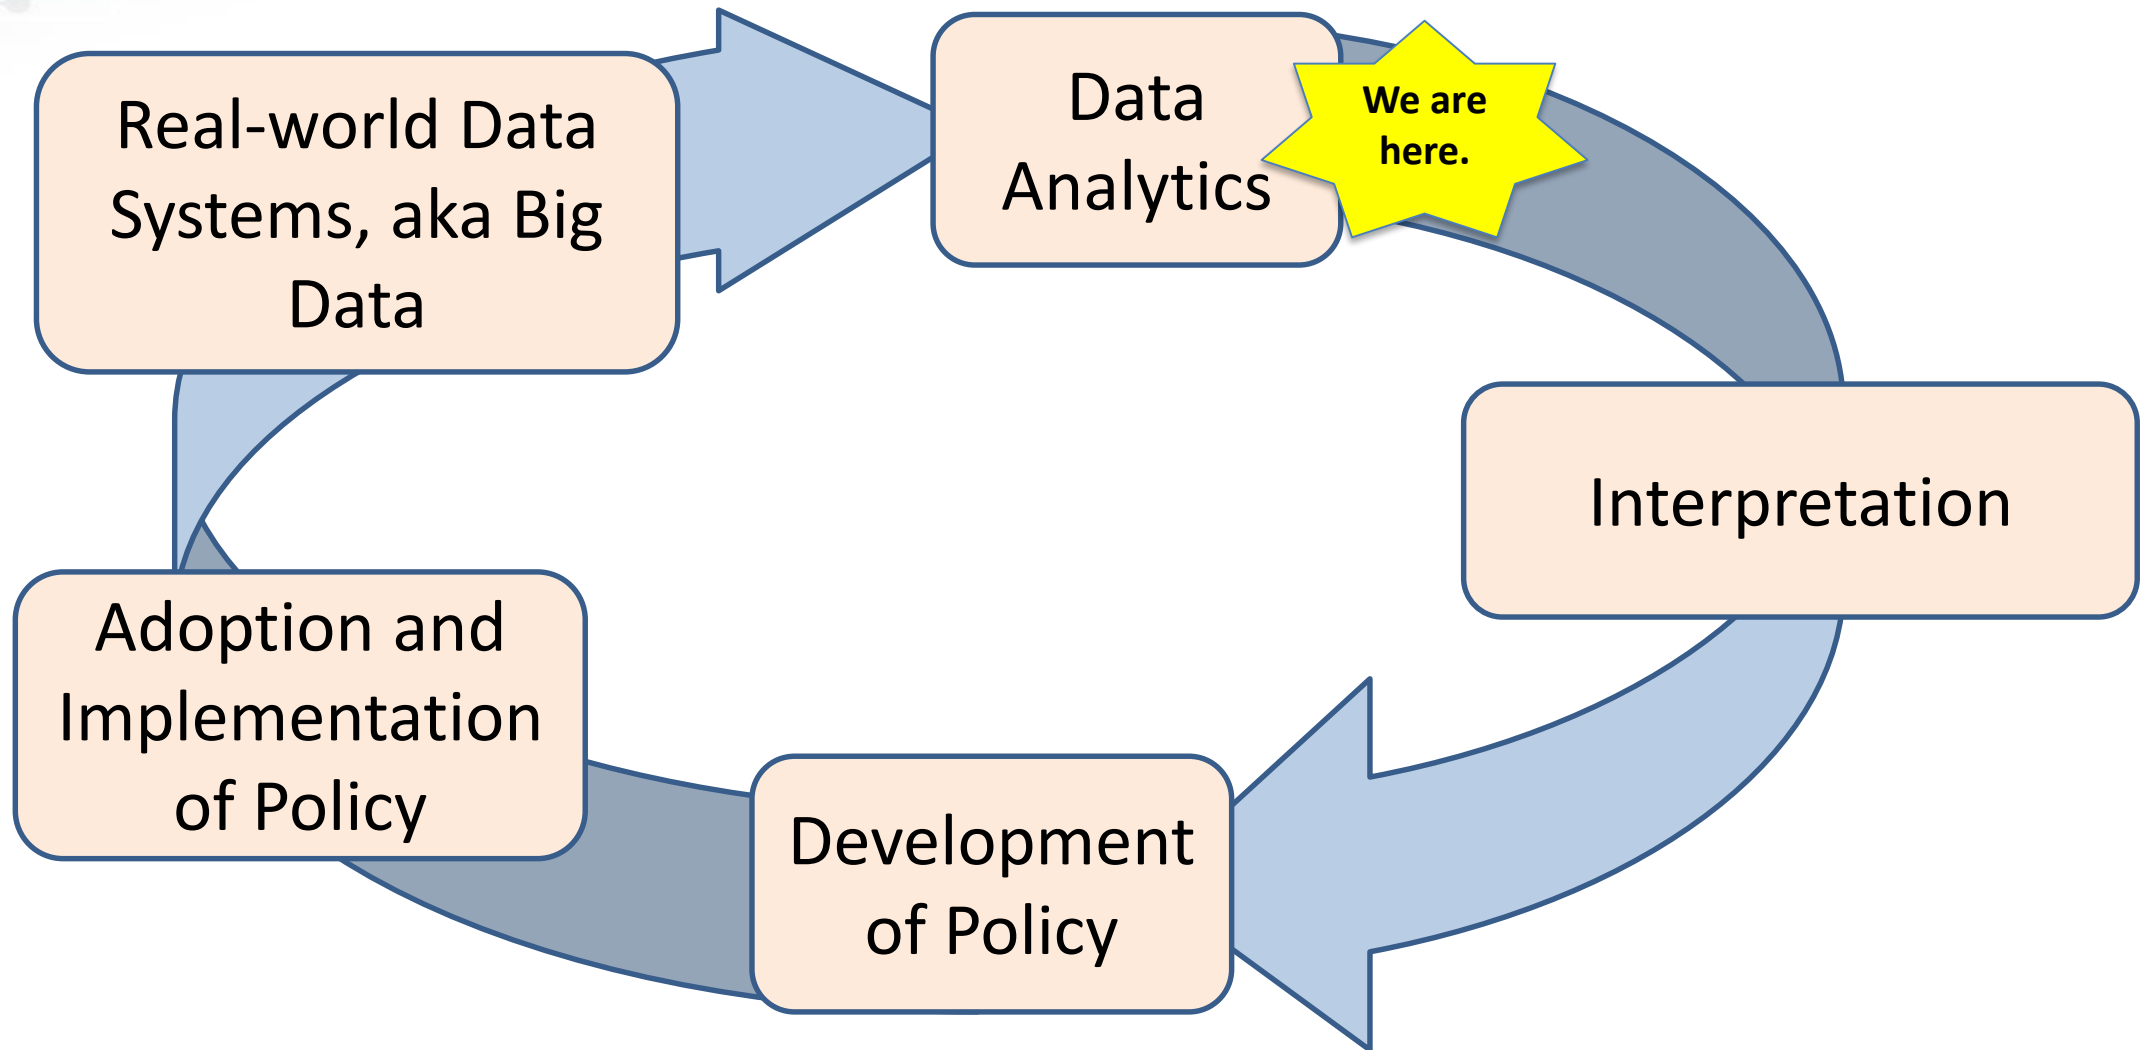 Real-world Data
Systems, aka Big
Data
Data
Analytics
We are
here.
Interpretation
Development
of Policy
Adoption and
Implementation
of Policy